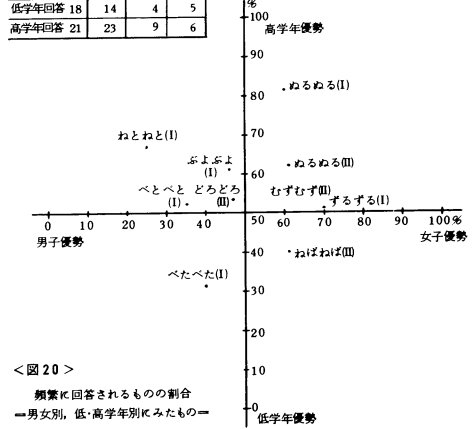 低学年回答 18 14 4 5
高学年回答 21 23 9 6
%
100
高学年優勢
90
80
ぬるぬる(I)
70
ねとねと(I)
ぶよぶよ
(I)
ぬるぬる(II)
60
べとべと どろどろ
(I) (II)
むずむず(II)
ずるずる(I)
0 10 20 30 40 50 60 70 80 90 100%
男子優勢
女子優勢
40
ねばねば(II)
べたべた(I)
30
20
<図20>
10
頻繁に回答されるものの割合
=男女別,低・高学年別にみたもの=
0
低学年優勢